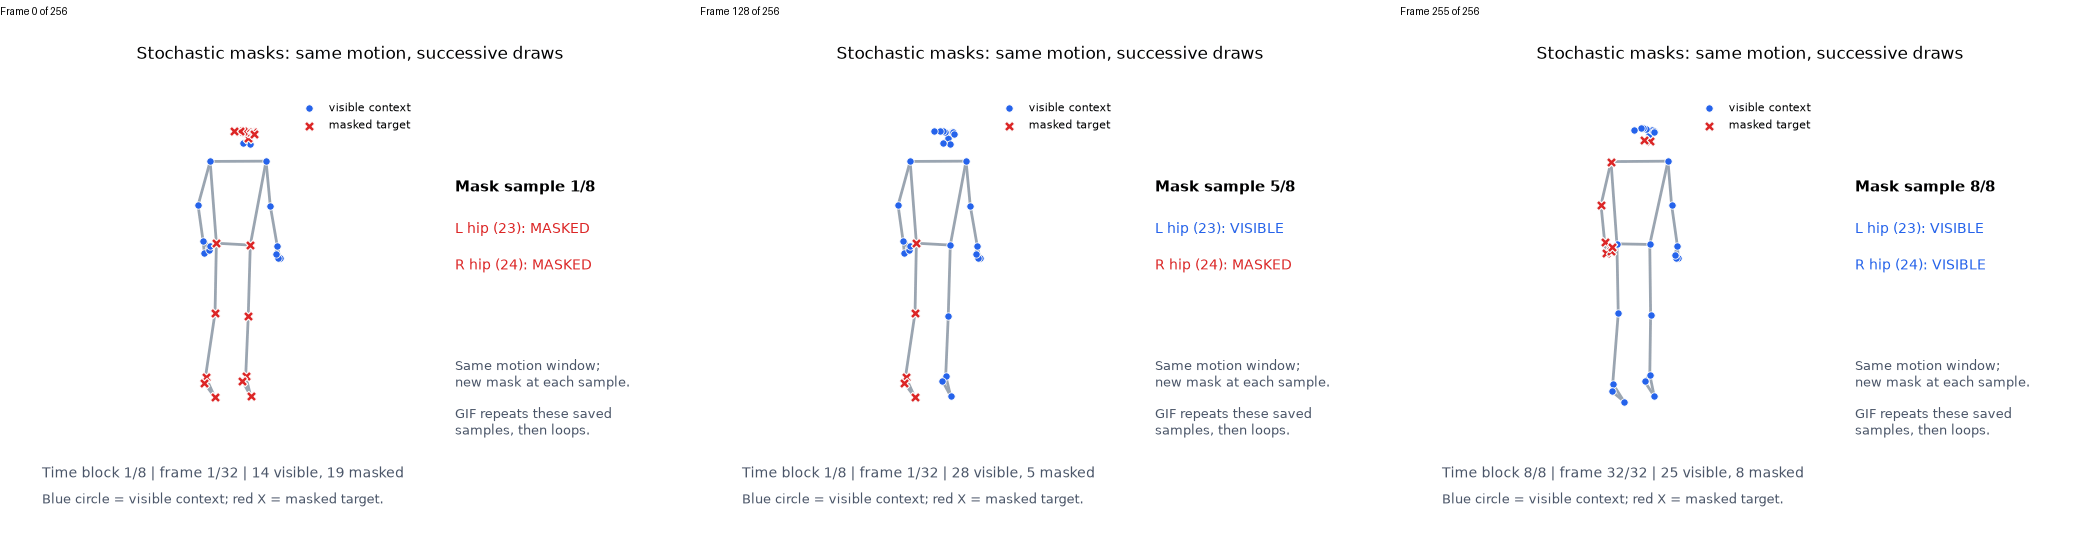 Frame 0 of 256
Stochastic masks: same motion, successive draws
visible context
masked target
Mask sample 1/8
L hip (23): MASKED
R hip (24): MASKED
Same motion window;
new mask at each sample.
GIF repeats these saved
samples, then loops.
Time block 1/8 | frame 1/32 | 14 visible, 19 masked
Blue circle = visible context; red X = masked target.
Frame 128 of 256
Stochastic masks: same motion, successive draws
visible context
masked target
Mask sample 5/8
L hip (23): VISIBLE
R hip (24): MASKED
Same motion window;
new mask at each sample.
GIF repeats these saved
samples, then loops.
Time block 1/8 | frame 1/32 | 28 visible, 5 masked
Blue circle = visible context; red X = masked target.
Frame 255 of 256
Stochastic masks: same motion, successive draws
visible context
masked target
Mask sample 8/8
L hip (23): VISIBLE
R hip (24): VISIBLE
Same motion window;
new mask at each sample.
GIF repeats these saved
samples, then loops.
Time block 8/8 | frame 32/32 | 25 visible, 8 masked
Blue circle = visible context; red X = masked target.